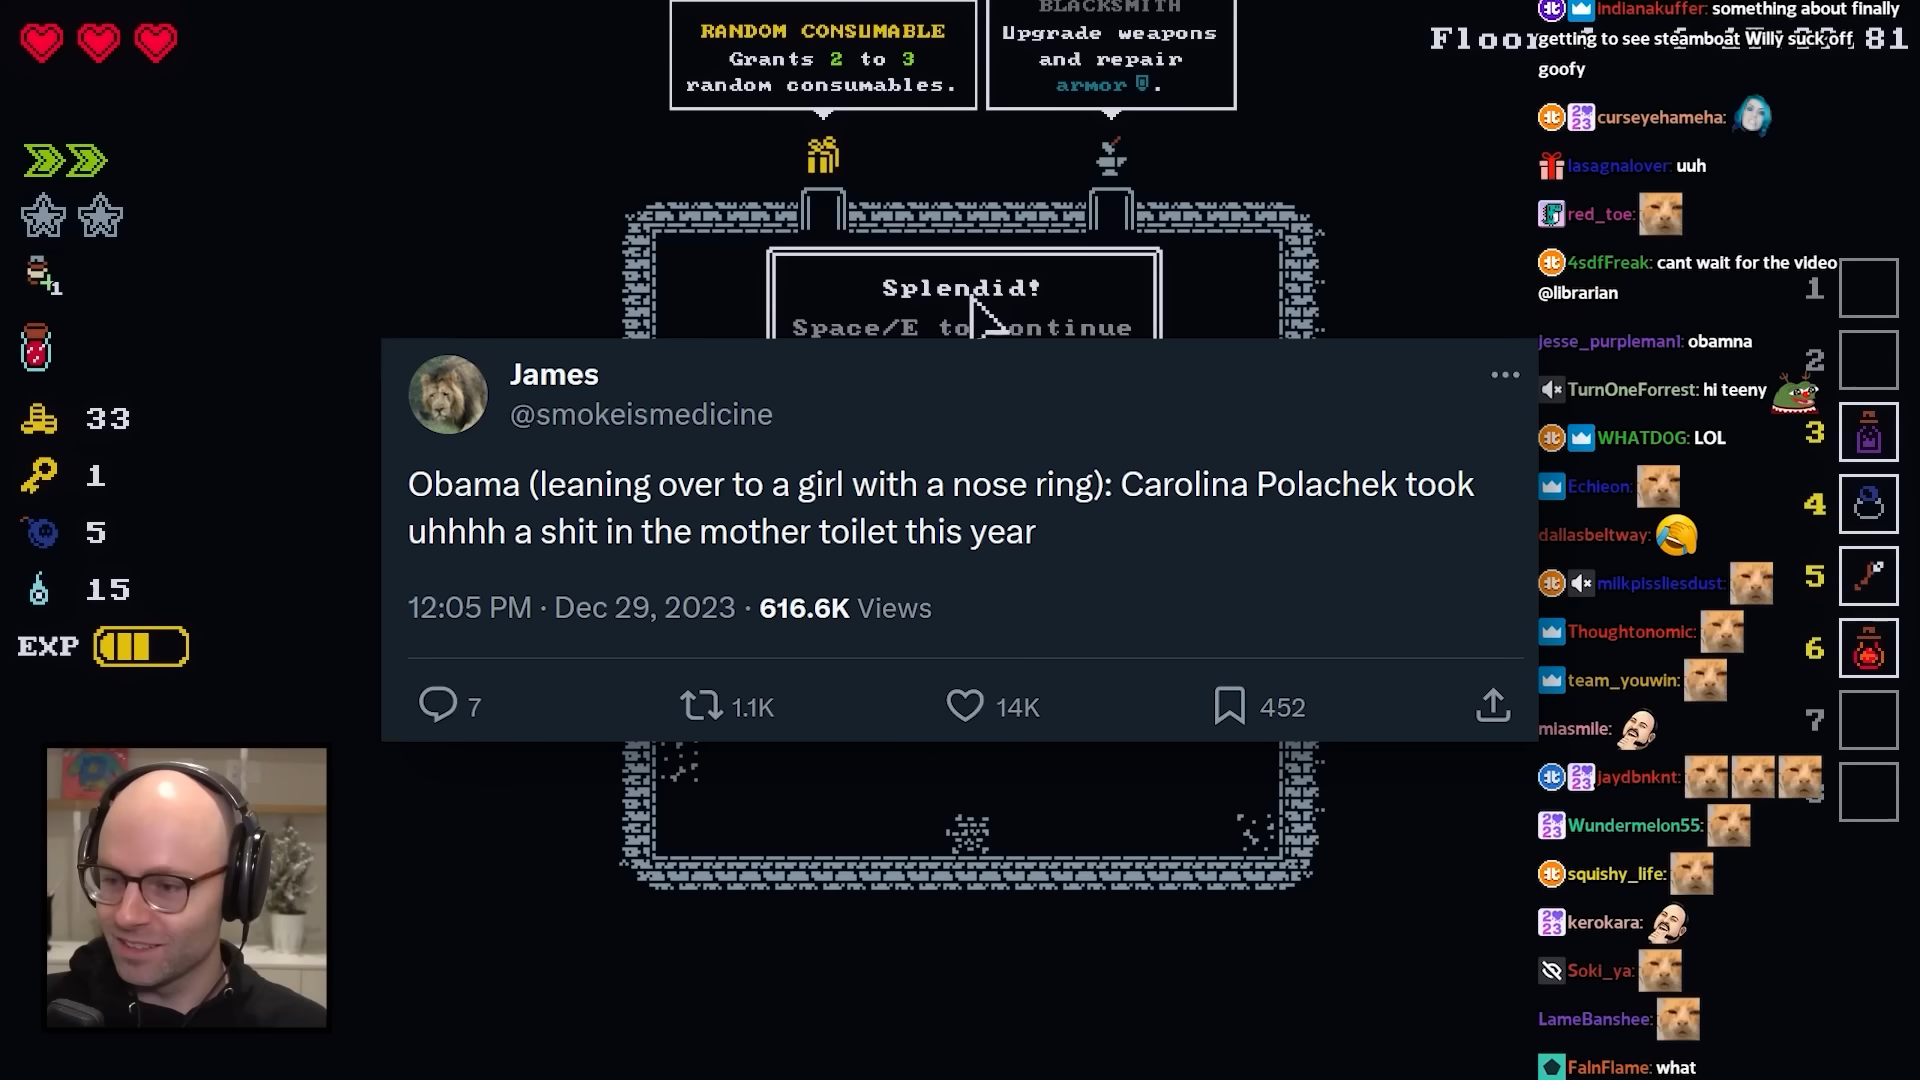 RANDOM CONSUMABLE
Grants 2 to 3
random consumables.
BLACKSMITH
Upgrade weapons
and repair
armor.
Floor
81
Splendid!
Space/E to continue
1
33
1
5
15
EXP
James
@smokeismedicine
Obama (leaning over to a girl with a nose ring): Carolina Polachek took
uhhhh a shit in the mother toilet this year
12:05 PM · Dec 29, 2023 · 616.6K Views
7
1.1K
14K
452
indianakuffer: something about finally
getting to see steamboat Willy suck off
goofy
curseyehameha:
lasagnalover: uuh
red_toe:
4sdfFreak: cant wait for the video
@librarian
jesse_purpleman1: obamna
TurnOneForrest: hi teeny
WHATDOG: LOL
Echieon:
dallasbeltway:
milkpissliesdust:
Thoughtonomic:
team_youwin:
miasmile:
jaydbnknt:
Wundermelon55:
squishy_life:
kerokara:
Soki_ya:
LameBanshee:
FalnFlame: what
1
2
3
4
5
6
7